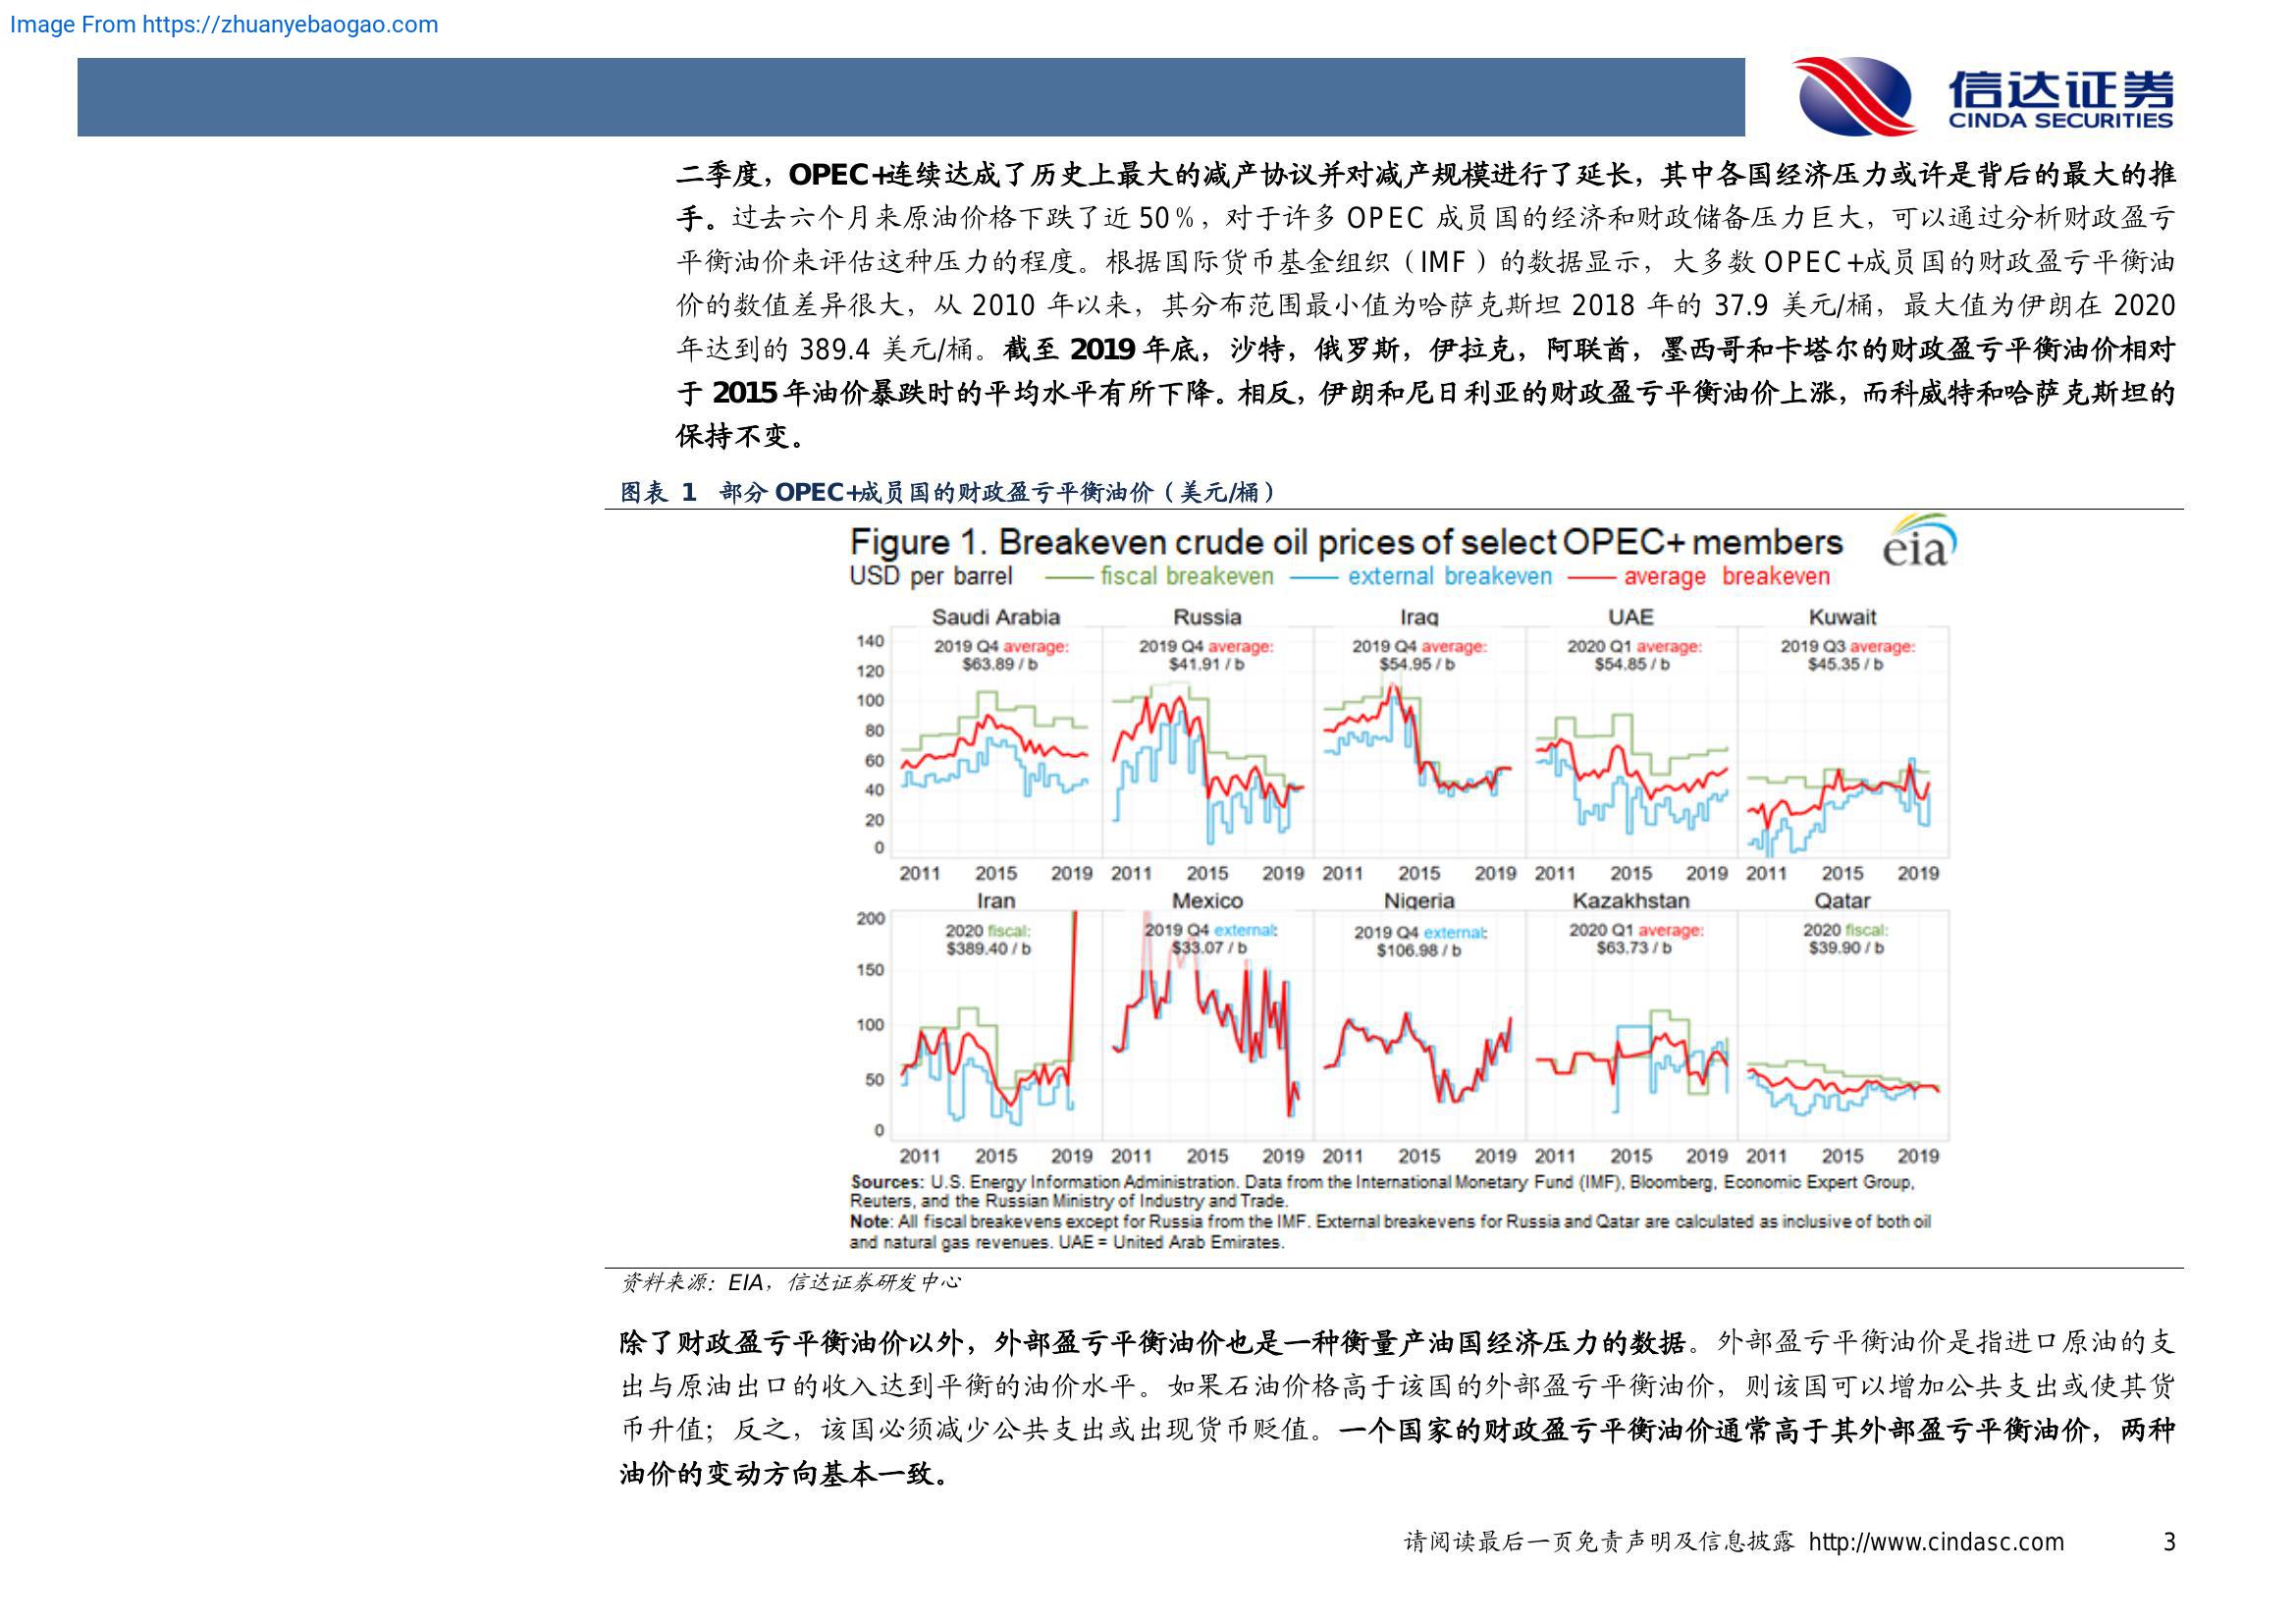 Image From https://zhuanyebaogao.com
信达证券
CINDA SECURITIES
二季度，OPEC+连续达成了历史上最大的减产协议并对减产规模进行了延长，其中各国经济压力或许是背后的最大的推
手。过去六个月来原油价格下跌了近 50%，对于许多 OPEC 成员国的经济和财政储备压力巨大，可以通过分析财政盈亏
平衡油价来评估这种压力的程度。根据国际货币基金组织（IMF）的数据显示，大多数 OPEC+成员国的财政盈亏平衡油
价的数值差异很大，从 2010 年以来，其分布范围最小值为哈萨克斯坦 2018 年的 37.9 美元/桶，最大值为伊朗在 2020
年达到的 389.4 美元/桶。截至 2019 年底，沙特，俄罗斯，伊拉克，阿联酋，墨西哥和卡塔尔的财政盈亏平衡油价相对
于 2015 年油价暴跌时的平均水平有所下降。相反，伊朗和尼日利亚的财政盈亏平衡油价上涨，而科威特和哈萨克斯坦的
保持不变。
图表 1 部分 OPEC+成员国的财政盈亏平衡油价（美元/桶）
Figure 1. Breakeven crude oil prices of select OPEC+ members
eia
USD per barrel fiscal breakeven external breakeven average breakeven
Saudi Arabia Russia Iraq UAE Kuwait
140 2019 Q4 average: 2019 Q4 average: 2019 Q4 average: 2020 Q1 average: 2019 Q3 average:
$63.89 / b $41.91 / b $54.95 / b $54.85 / b $45.35 / b
120
100
80
60
40
20
0
2011 2015 2019 2011 2015 2019 2011 2015 2019 2011 2015 2019 2011 2015 2019
Iran Mexico Nigeria Kazakhstan Qatar
200
2020 fiscal: 2019 Q4 external: 2019 Q4 external: 2020 Q1 average: 2020 fiscal:
$389.40 / b $33.07 / b $106.98 / b $63.73 / b $39.90 / b
150
100
50
0
2011 2015 2019 2011 2015 2019 2011 2015 2019 2011 2015 2019 2011 2015 2019
Sources: U.S. Energy Information Administration. Data from the International Monetary Fund (IMF), Bloomberg, Economic Expert Group,
Reuters, and the Russian Ministry of Industry and Trade.
Note: All fiscal breakevens except for Russia from the IMF. External breakevens for Russia and Qatar are calculated as inclusive of both oil
and natural gas revenues. UAE = United Arab Emirates.
资料来源：EIA，信达证券研发中心
除了财政盈亏平衡油价以外，外部盈亏平衡油价也是一种衡量产油国经济压力的数据。外部盈亏平衡油价是指进口原油的支
出与原油出口的收入达到平衡的油价水平。如果石油价格高于该国的外部盈亏平衡油价，则该国可以增加公共支出或使其货
币升值；反之，该国必须减少公共支出或出现货币贬值。一个国家的财政盈亏平衡油价通常高于其外部盈亏平衡油价，两种
油价的变动方向基本一致。
请阅读最后一页免责声明及信息披露 http://www.cindasc.com 3